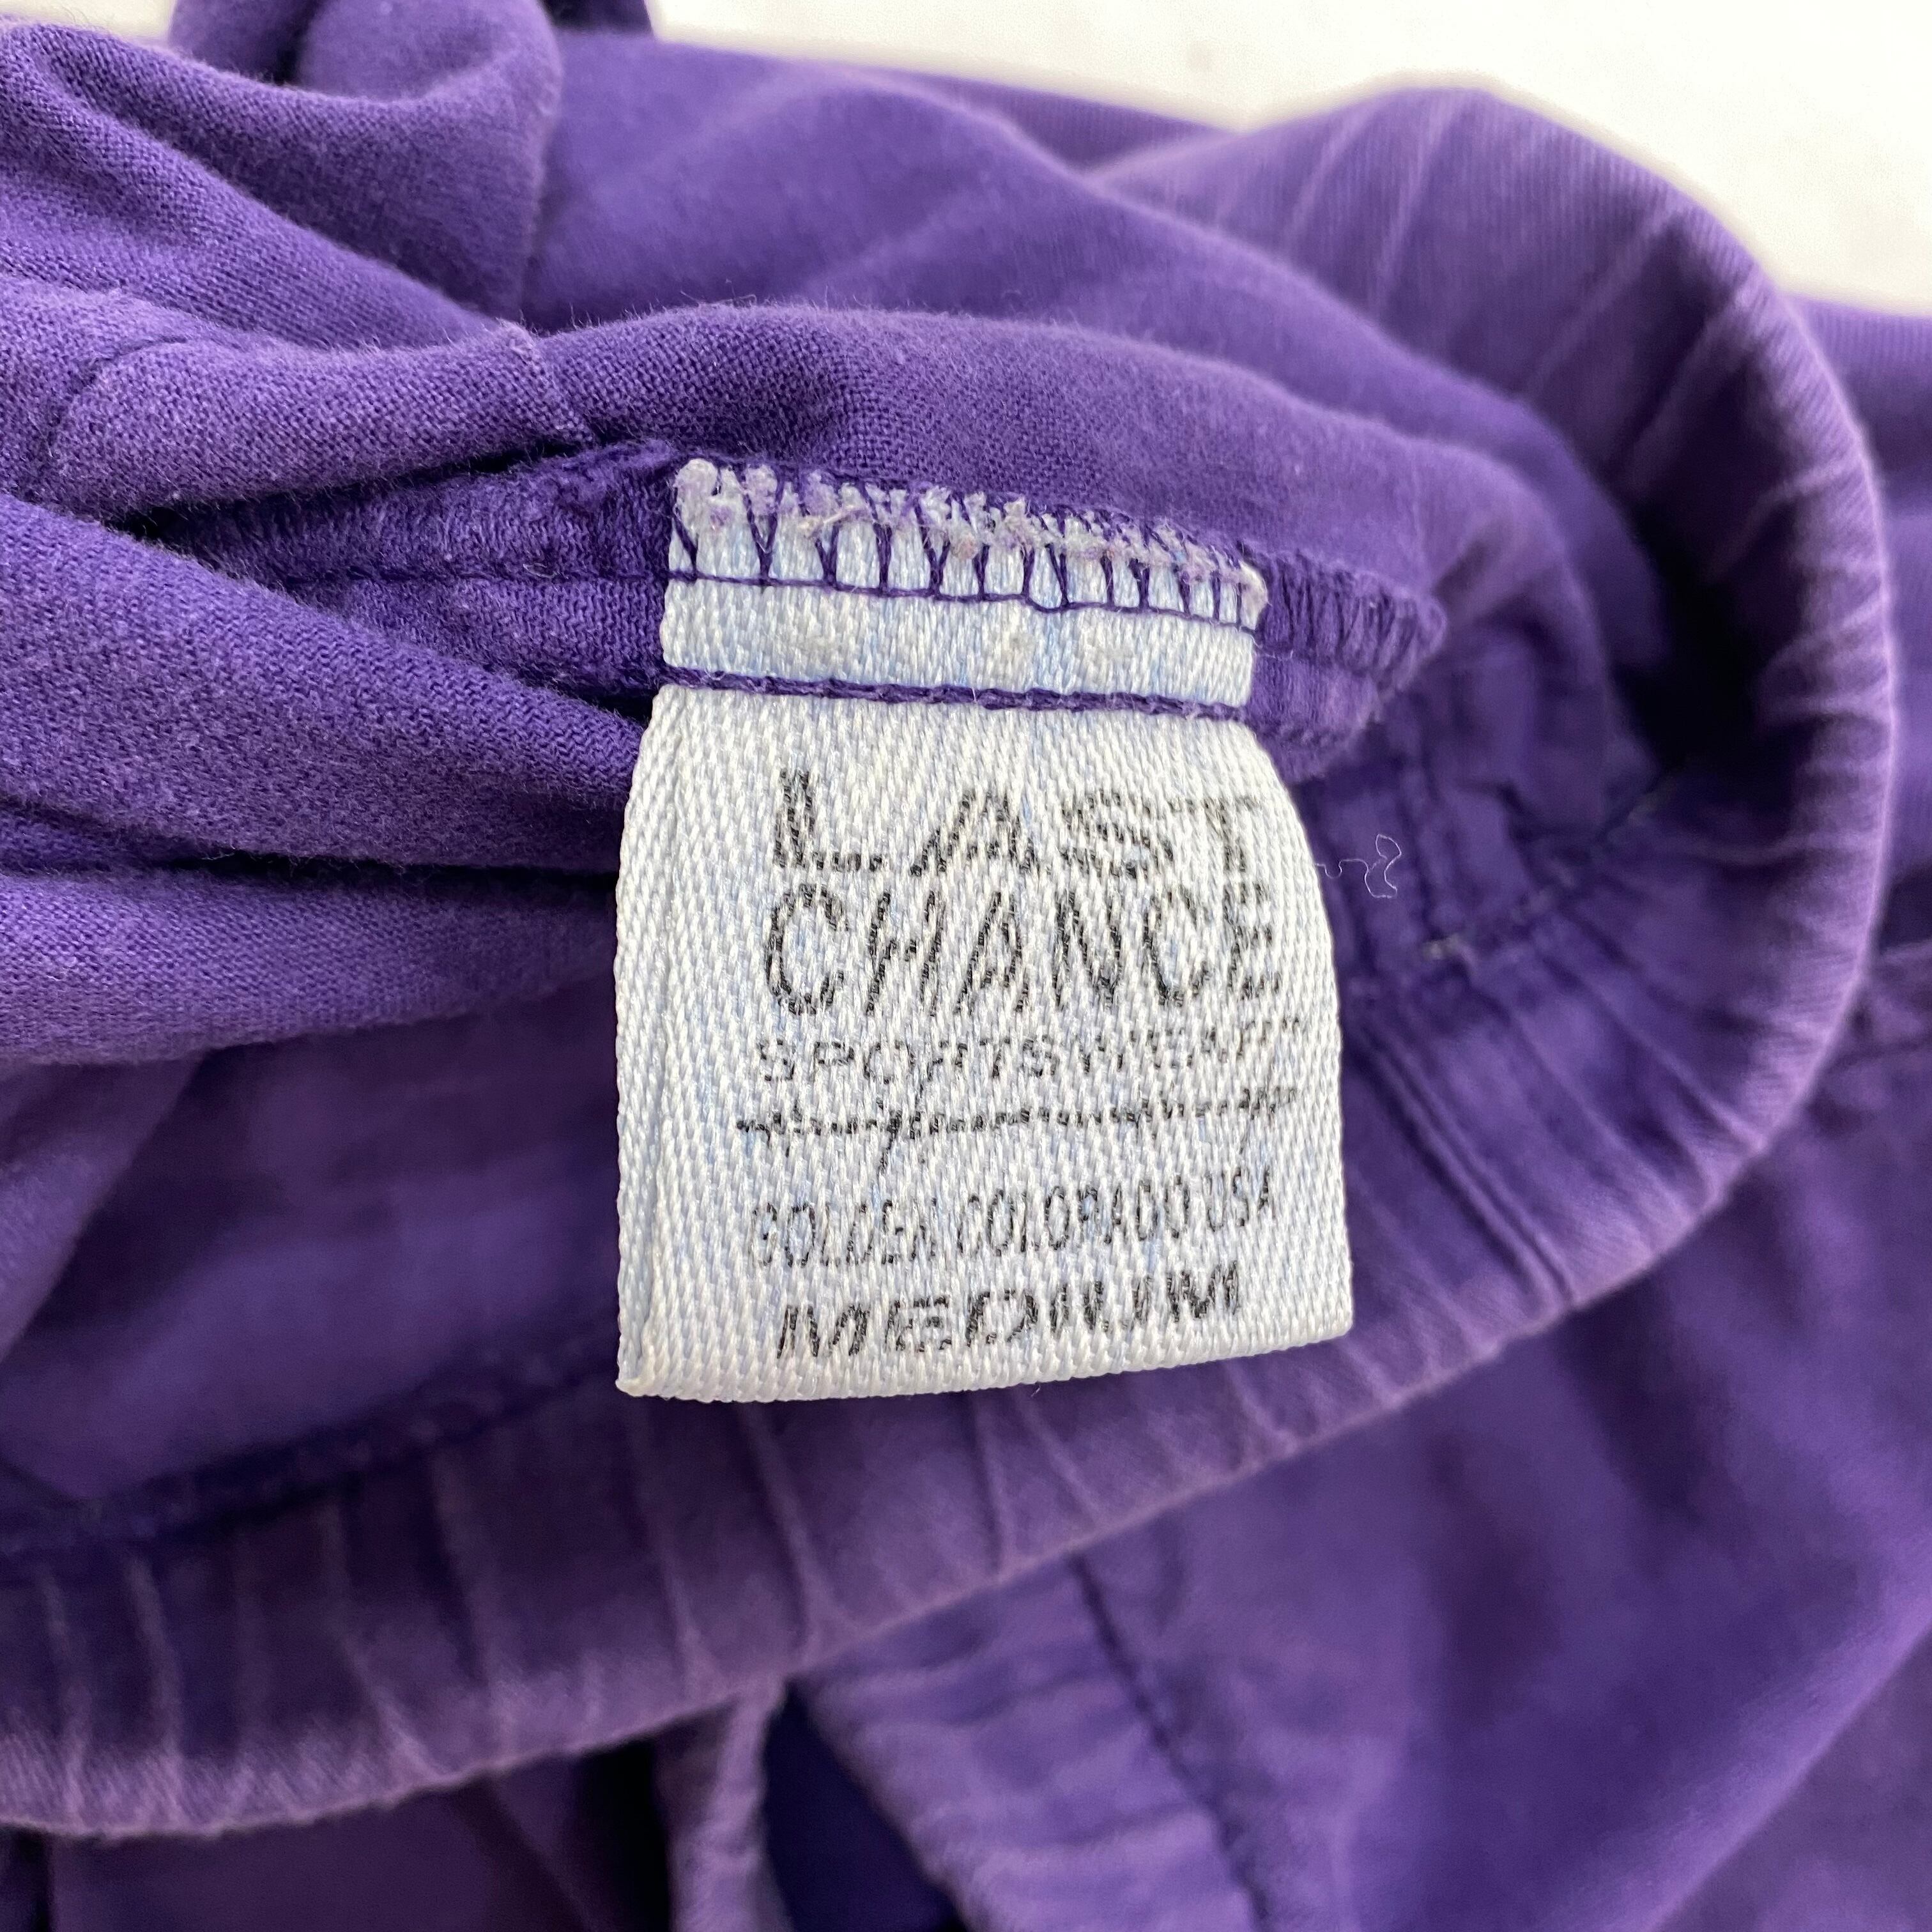 LAST
CHANCE
SPORTSWEAR
GOLDEN COLORADO USA
MEDIUM